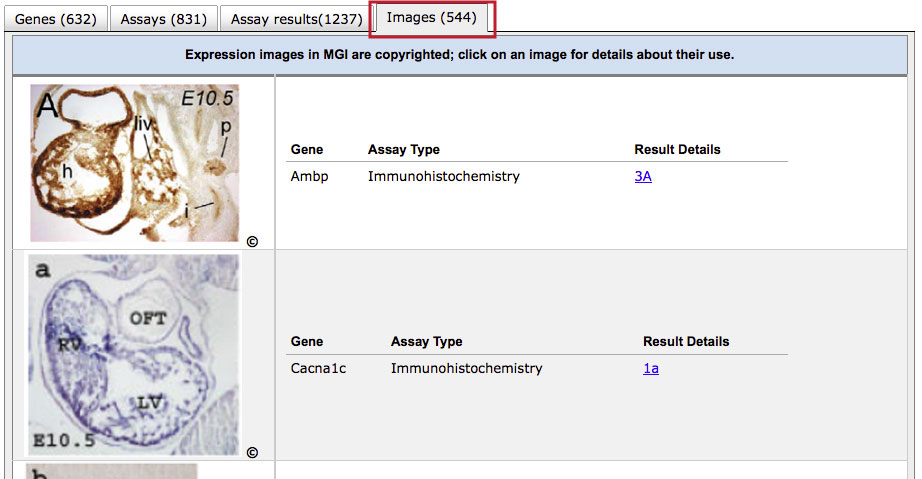 Genes (632) Assays (831) Assay results(1237) Images (544)
Expression images in MGI are copyrighted; click on an image for details about their use.
A E10.5
liv p
h
i
©
Gene Assay Type Result Details
Ambp Immunohistochemistry 3A
a
OFT
RV
LV
E10.5
©
Gene Assay Type Result Details
Cacna1c Immunohistochemistry 1a
b